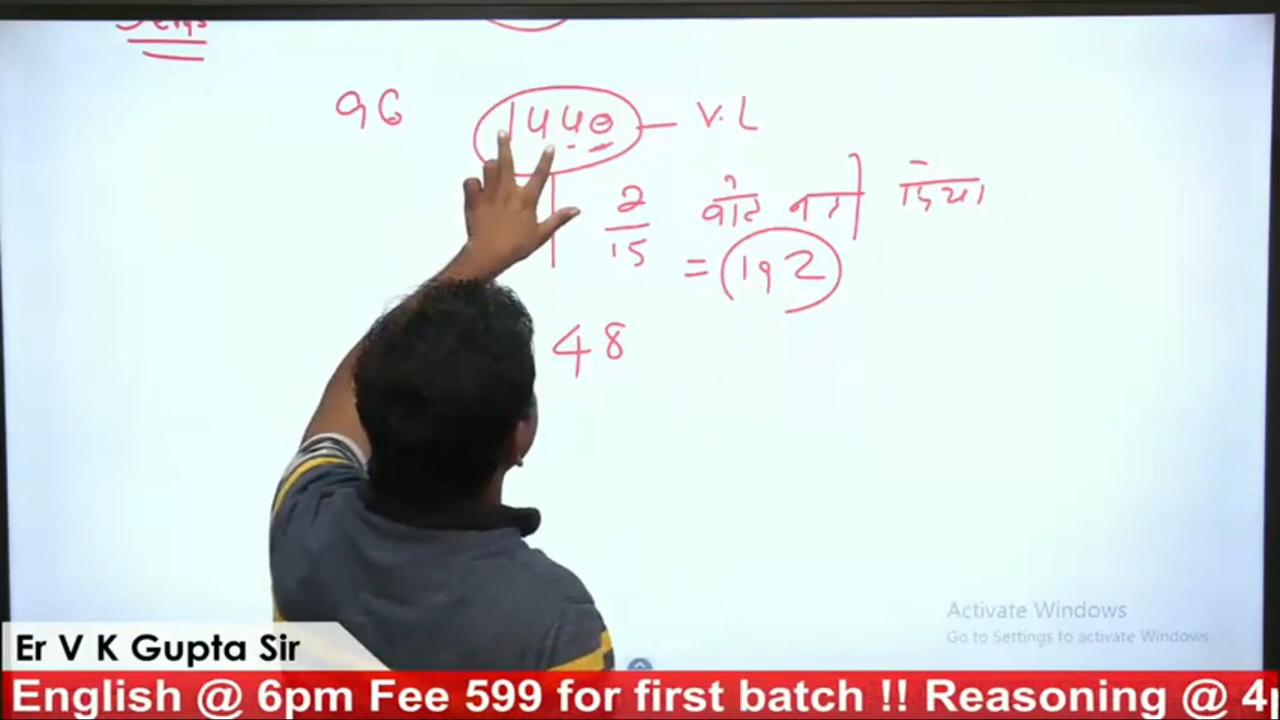 96 1440 - V.L
2/15 वोट नही दिया
= 192
48
Activate Windows
Go to Settings to activate Windows.
Er V K Gupta Sir
English @ 6pm Fee 599 for first batch !! Reasoning @ 4p